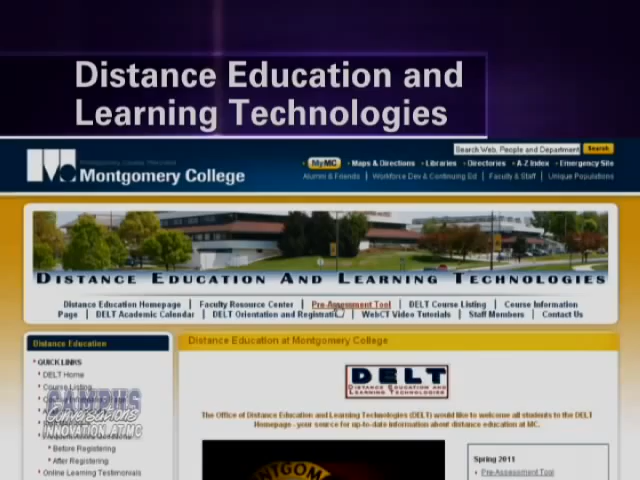 Distance Education and
Learning Technologies
Search Web, People and Department
Search
Montgomery College
MyMC • Maps & Directions • Libraries • Directories • A-Z Index • Emergency Site
Alumni & Friends | Workforce Dev & Continuing Ed | Faculty & Staff | Unique Populations
DISTANCE EDUCATION AND LEARNING TECHNOLOGIES
Distance Education Homepage | Faculty Resource Center | Pre-Assessment Tool | DELT Course Listing | Course Information
Page | DELT Academic Calendar | DELT Orientation and Registration | WebCT Video Tutorials | Staff Members | Contact Us
Distance Education
Distance Education at Montgomery College
QUICK LINKS
DELT Home
Course Listing
CAMPUS
Conversations
INNOVATION AT MC
Before Registering
After Registering
Online Learning Testimonials
DELT
DISTANCE EDUCATION AND
LEARNING TECHNOLOGIES
The Office of Distance Education and Learning Technologies (DELT) would like to welcome all students to the DELT
Homepage - your source for up-to-date information about distance education at MC.
Spring 2011
Pre-Assessment Tool